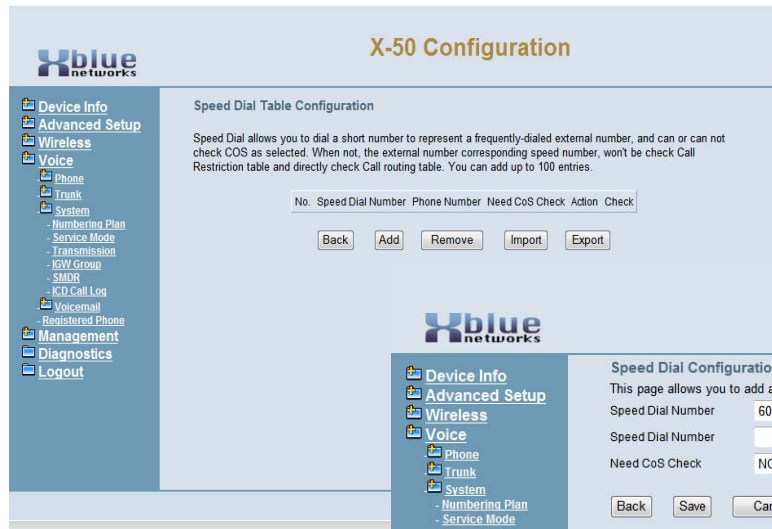 Xblue
networks
X-50 Configuration
Device Info
Advanced Setup
Wireless
Voice
Phone
Trunk
System
- Numbering Plan
- Service Mode
- Transmission
- IGW Group
- SMDR
- ICD Call Log
Voicemail
- Registered Phone
Management
Diagnostics
Logout
Speed Dial Table Configuration
Speed Dial allows you to dial a short number to represent a frequently-dialed external number, and can or can not
check COS as selected. When not, the external number corresponding speed number, won't be check Call
Restriction table and directly check Call routing table. You can add up to 100 entries.
No. Speed Dial Number Phone Number Need CoS Check Action Check
Back Add Remove Import Export
Xblue
networks
Device Info
Advanced Setup
Wireless
Voice
Phone
Trunk
System
- Numbering Plan
- Service Mode
Speed Dial Configuratio
This page allows you to add a
Speed Dial Number 60
Speed Dial Number
Need CoS Check NO
Back Save Car